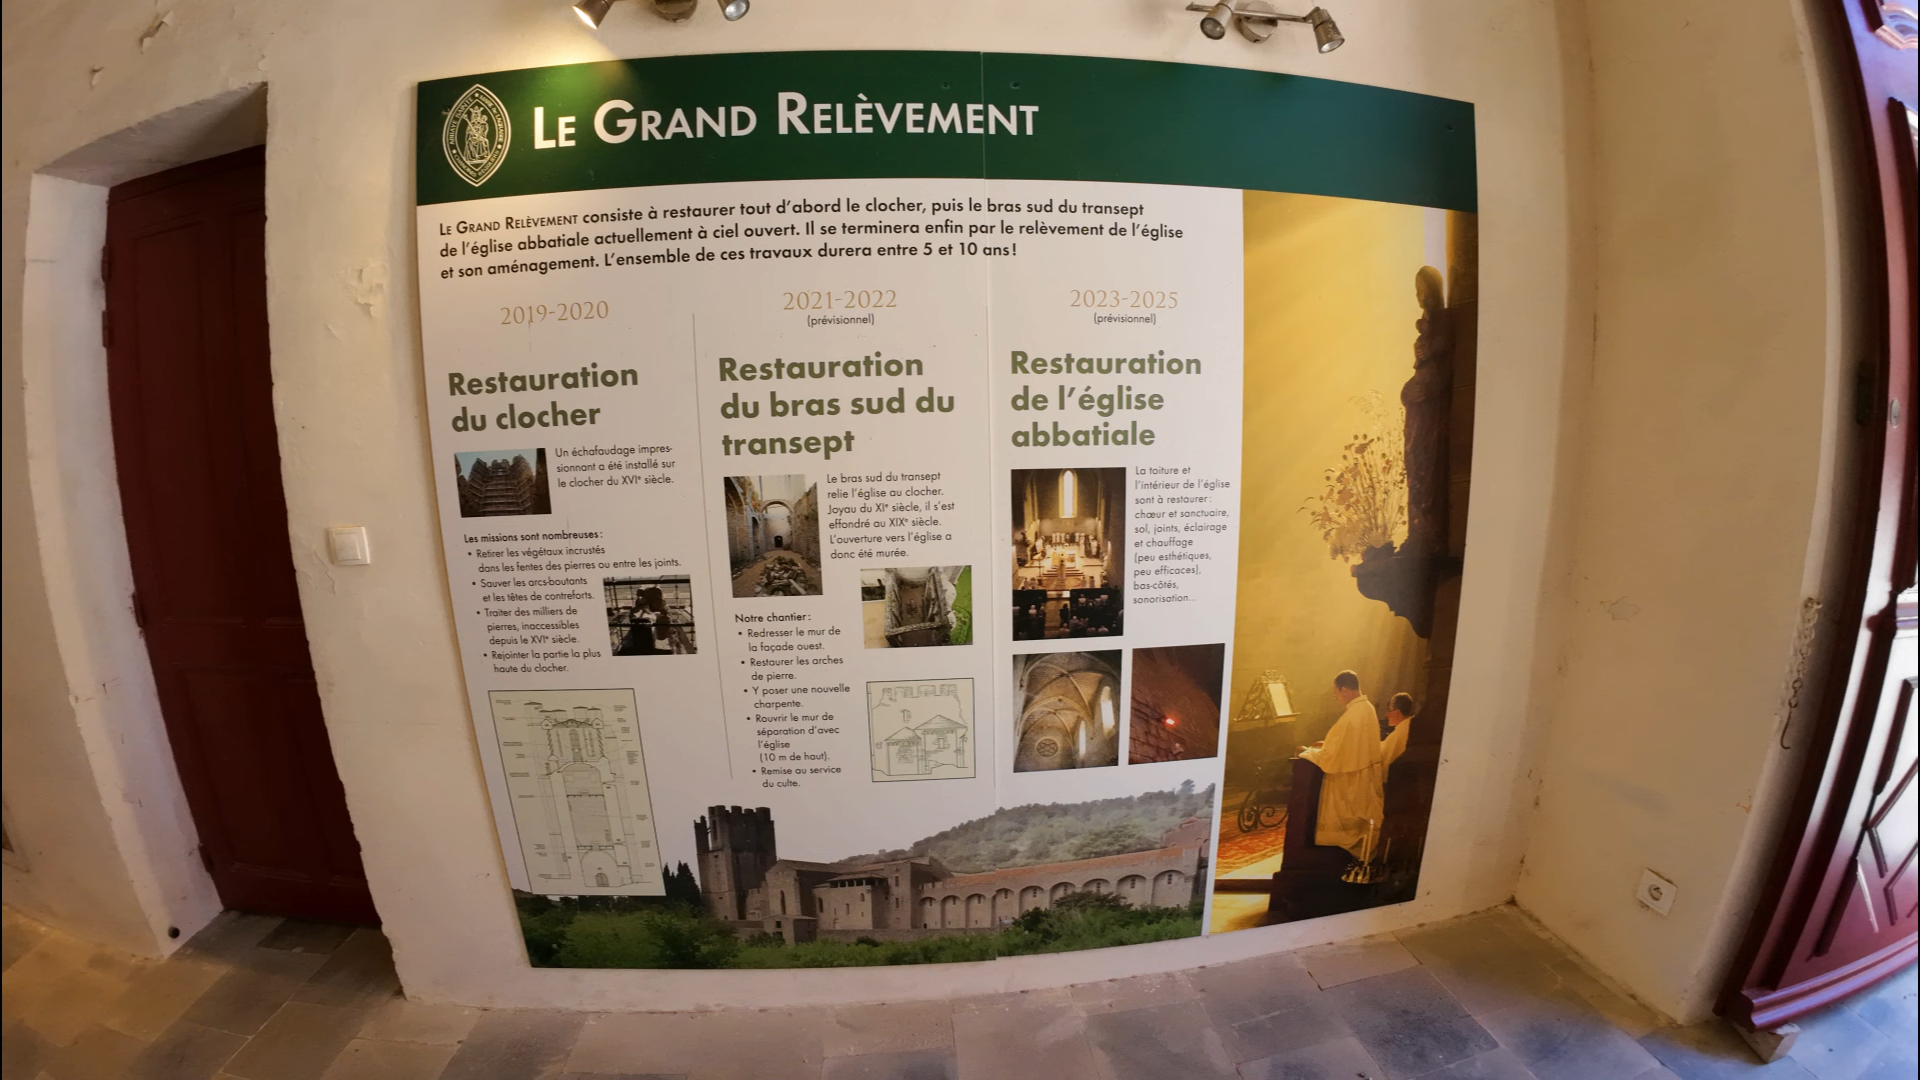 LE GRAND RELÈVEMENT
LE GRAND RELÈVEMENT consiste à restaurer tout d'abord le clocher, puis le bras sud du transept
de l'église abbatiale actuellement à ciel ouvert. Il se terminera enfin par le relèvement de l'église
et son aménagement. L'ensemble de ces travaux durera entre 5 et 10 ans !
2019-2020
Restauration
du clocher
Un échafaudage impres-
sionnant a été installé sur
le clocher du XVIe siècle.
Les missions sont nombreuses :
• Retirer les végétaux incrustés
dans les fentes des pierres ou entre les joints.
• Sauver les arcs-boutants
et les têtes de contreforts.
• Traiter des milliers de
pierres, inaccessibles
depuis le XVIe siècle.
• Rejointer la partie la plus
haute du clocher.
2021-2022
(prévisionnel)
Restauration
du bras sud du
transept
Le bras sud du transept
relie l'église au clocher.
Joyau du XIe siècle, il s'est
effondré au XIXe siècle.
L'ouverture vers l'église a
donc été murée.
Notre chantier :
• Redresser le mur de
la façade ouest.
• Restaurer les arches
de pierre.
• Y poser une nouvelle
charpente.
• Rouvrir le mur de
séparation d'avec
l'église
(10 m de haut).
• Remise au service
du culte.
2023-2025
(prévisionnel)
Restauration
de l'église
abbatiale
La toiture et
l'intérieur de l'église
sont à restaurer :
chœur et sanctuaire,
sol, joints, éclairage
et chauffage
(peu esthétiques,
peu efficaces),
bas-côtés,
sonorisation...